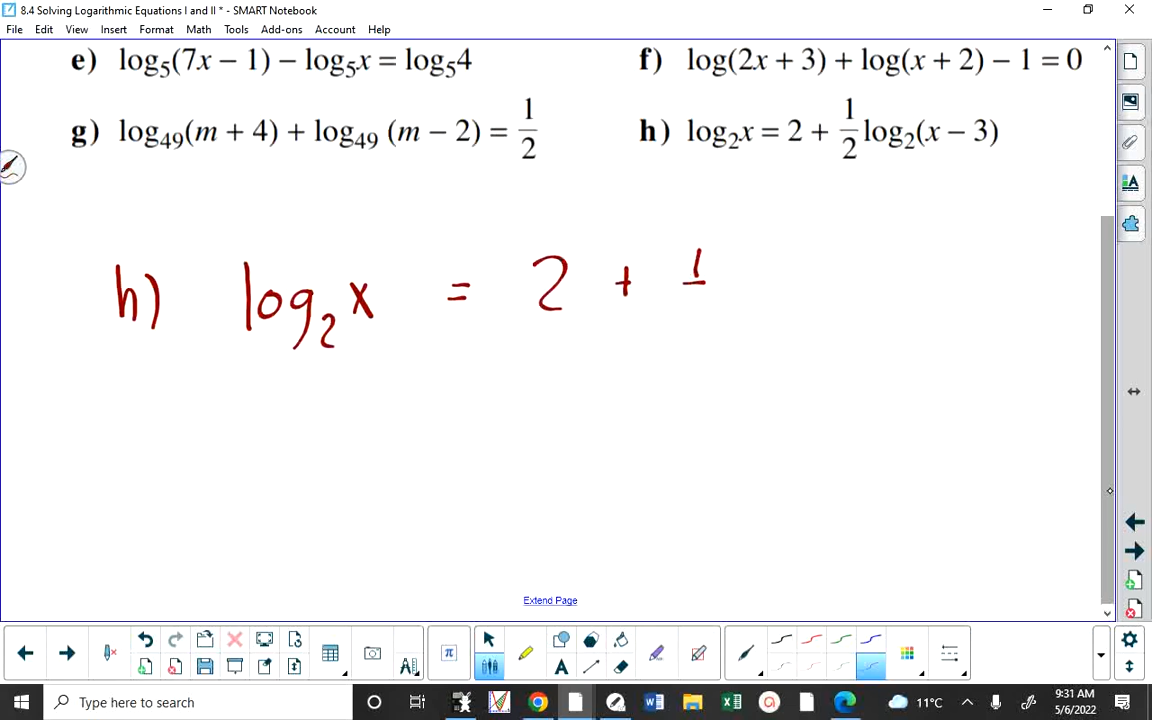 8.4 Solving Logarithmic Equations I and II * - SMART Notebook
File Edit View Insert Format Math Tools Add-ons Account Help
e) log₅(7x − 1) − log₅x = log₅4
f) log(2x + 3) + log(x + 2) − 1 = 0
g) log₄₉(m + 4) + log₄₉ (m − 2) = 1/2
h) log₂x = 2 + 1/2 log₂(x − 3)
h) log₂x = 2 + 1
Extend Page
Type here to search
11°C
9:31 AM
5/6/2022